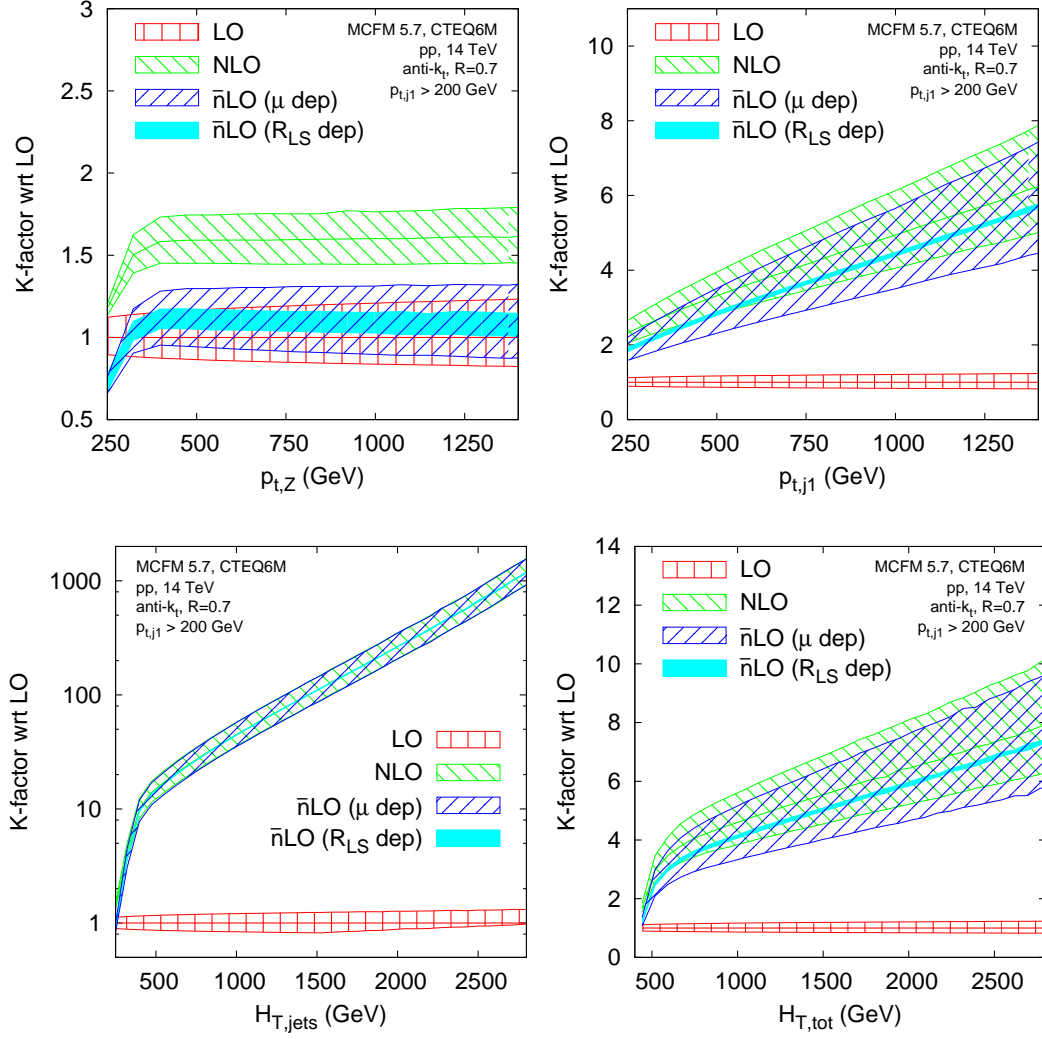 3
2.5
2
1.5
1
0.5
K-factor wrt LO
LO
NLO
n̄LO (μ dep)
n̄LO (R_LS dep)
MCFM 5.7, CTEQ6M
pp, 14 TeV
anti-k_t, R=0.7
p_t,j1 > 200 GeV
250 500 750 1000 1250
p_t,Z (GeV)
10
8
6
4
2
0
K-factor wrt LO
LO
NLO
n̄LO (μ dep)
n̄LO (R_LS dep)
MCFM 5.7, CTEQ6M
pp, 14 TeV
anti-k_t, R=0.7
p_t,j1 > 200 GeV
250 500 750 1000 1250
p_t,j1 (GeV)
1000
100
10
1
K-factor wrt LO
MCFM 5.7, CTEQ6M
pp, 14 TeV
anti-k_t, R=0.7
p_t,j1 > 200 GeV
LO
NLO
n̄LO (μ dep)
n̄LO (R_LS dep)
500 1000 1500 2000 2500
H_T,jets (GeV)
14
12
10
8
6
4
2
0
K-factor wrt LO
LO
NLO
n̄LO (μ dep)
n̄LO (R_LS dep)
MCFM 5.7, CTEQ6M
pp, 14 TeV
anti-k_t, R=0.7
p_t,j1 > 200 GeV
500 1000 1500 2000 2500
H_T,tot (GeV)